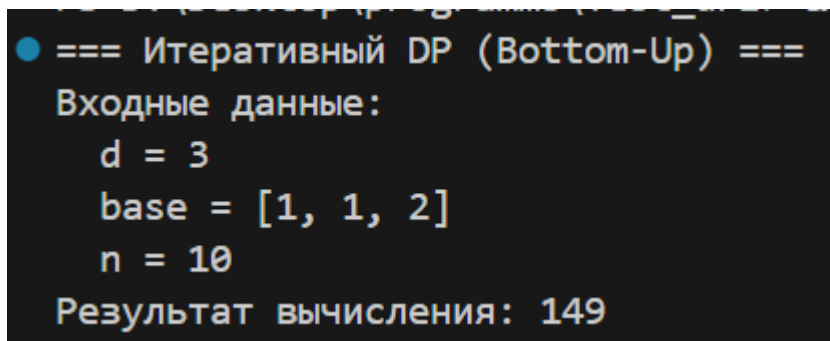 === Итеративный DP (Bottom-Up) ===
Входные данные:
d = 3
base = [1, 1, 2]
n = 10
Результат вычисления: 149